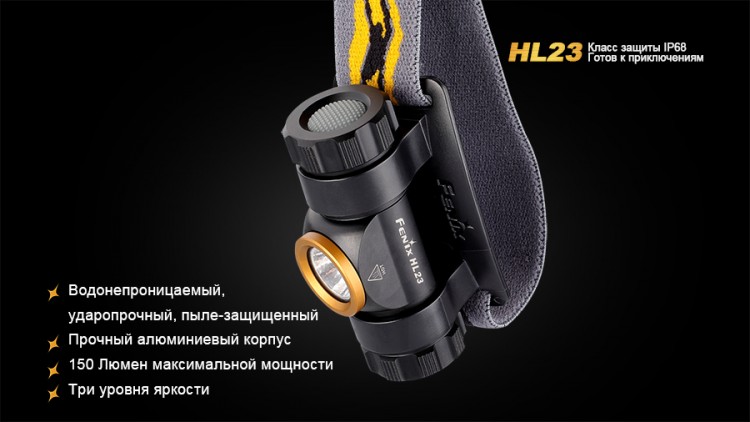 HL23 Класс защиты IP68
Готов к приключениям
FENIX
FENIX HL23
Водонепроницаемый,
ударопрочный, пыле-защищенный
Прочный алюминиевый корпус
150 Люмен максимальной мощности
Три уровня яркости